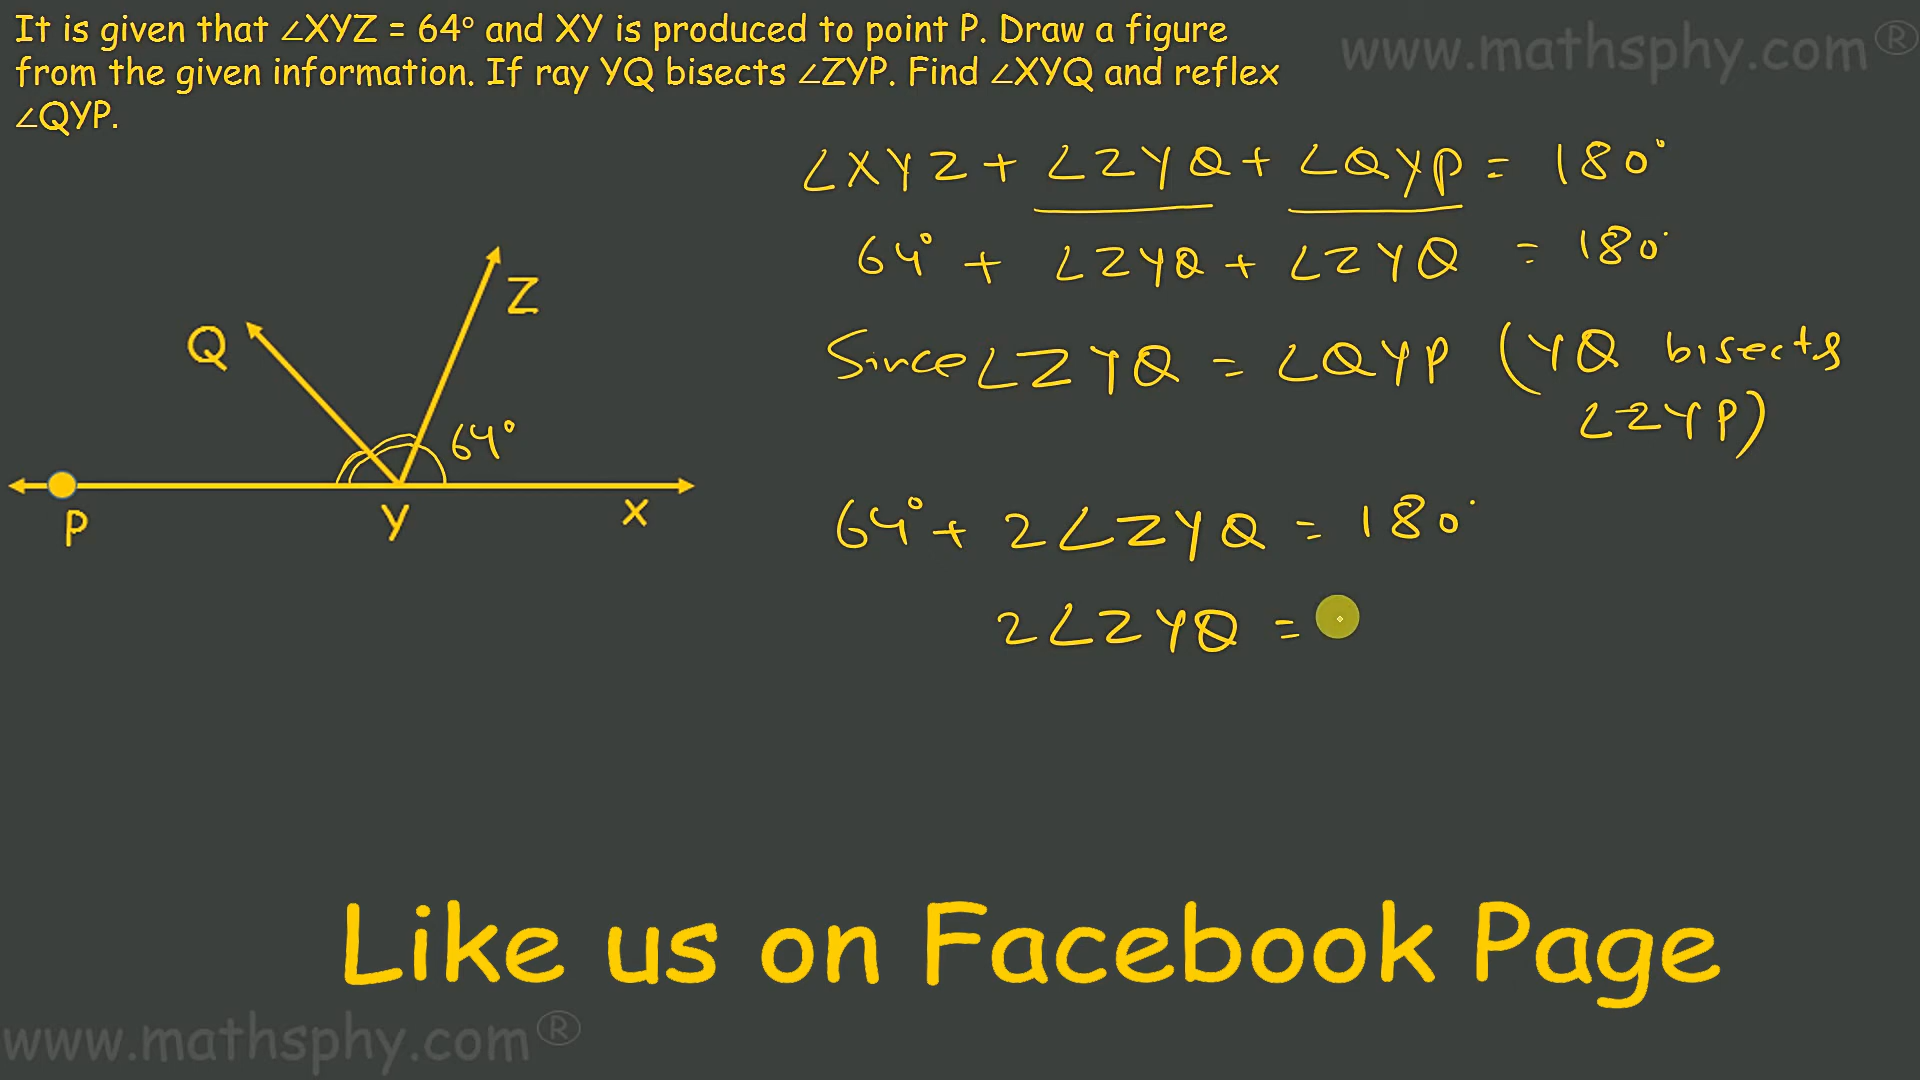 It is given that ∠XYZ = 64° and XY is produced to point P. Draw a figure
from the given information. If ray YQ bisects ∠ZYP. Find ∠XYQ and reflex
∠QYP.
www.mathsphy.com®
∠XYZ + ∠ZYQ + ∠QYP = 180°
64° + ∠ZYQ + ∠ZYQ = 180°
Since ∠ZYQ = ∠QYP (YQ bisects
∠ZYP)
64° + 2∠ZYQ = 180°
2∠ZYQ =
Z
Q
64°
P
Y
X
Like us on Facebook Page
www.mathsphy.com®